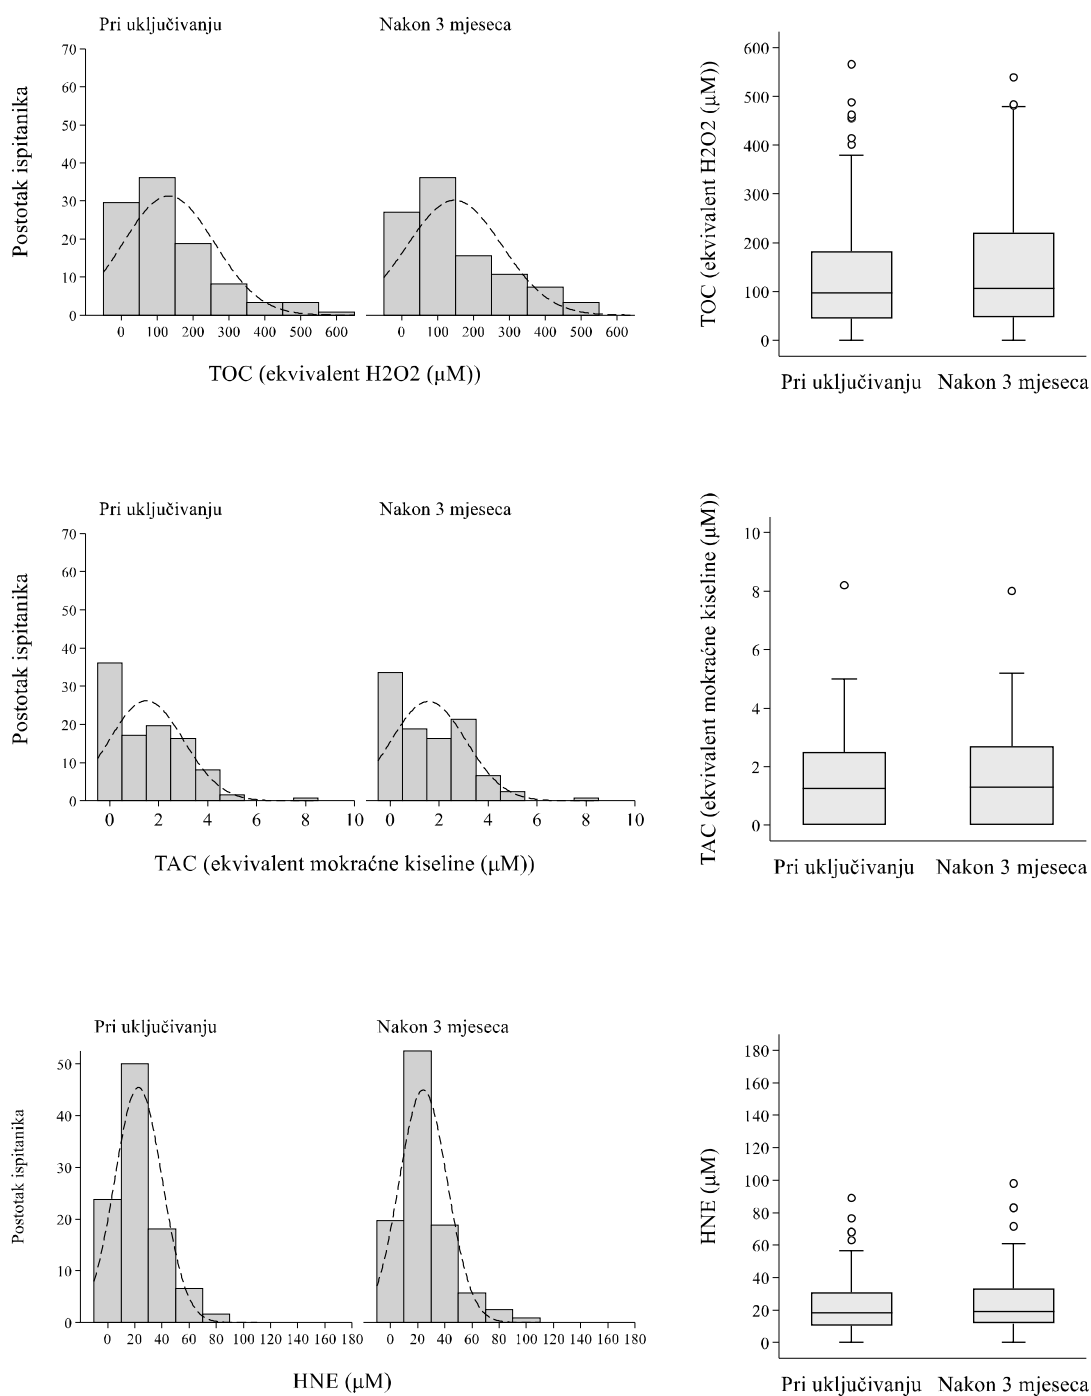 Pri uključivanju Nakon 3 mjeseca
Postotak ispitanika
70
60
50
40
30
20
10
0
0 100 200 300 400 500 600 0 100 200 300 400 500 600
TOC (ekvivalent H2O2 (μM))
TOC (ekvivalent H2O2 (μM))
600
500
400
300
200
100
0
Pri uključivanju Nakon 3 mjeseca
Pri uključivanju Nakon 3 mjeseca
Postotak ispitanika
70
60
50
40
30
20
10
0
0 2 4 6 8 10 0 2 4 6 8 10
TAC (ekvivalent mokraćne kiseline (μM))
TAC (ekvivalent mokraćne kiseline (μM))
10
8
6
4
2
0
Pri uključivanju Nakon 3 mjeseca
Pri uključivanju Nakon 3 mjeseca
Postotak ispitanika
50
40
30
20
10
0
0 20 40 60 80 100 120 140 160 180 0 20 40 60 80 100 120 140 160 180
HNE (μM)
HNE (μM)
180
160
140
120
100
80
60
40
20
0
Pri uključivanju Nakon 3 mjeseca